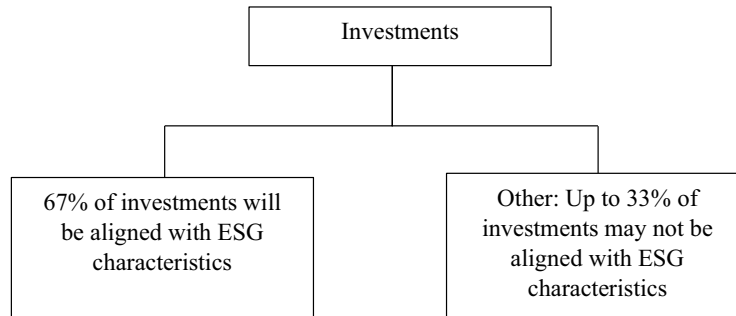 Investments
67% of investments will
be aligned with ESG
characteristics
Other: Up to 33% of
investments may not be
aligned with ESG
characteristics